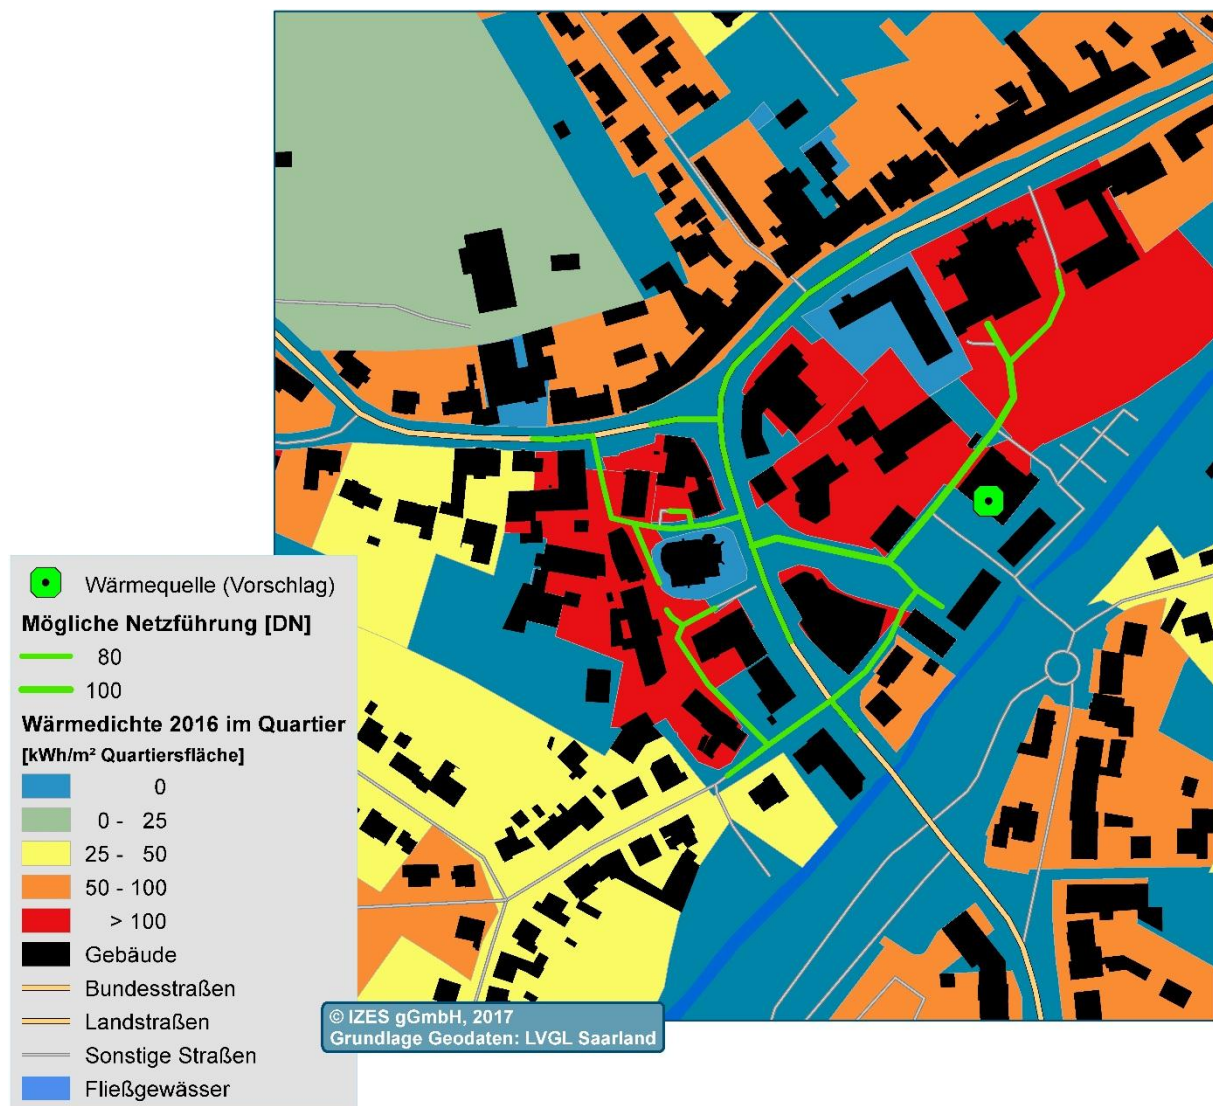 Wärmequelle (Vorschlag)
Mögliche Netzführung [DN]
80
100
Wärmedichte 2016 im Quartier
[kWh/m² Quartiersfläche]
0
0 - 25
25 - 50
50 - 100
> 100
Gebäude
Bundesstraßen
Landstraßen
Sonstige Straßen
Fließgewässer
© IZES gGmbH, 2017
Grundlage Geodaten: LVGL Saarland